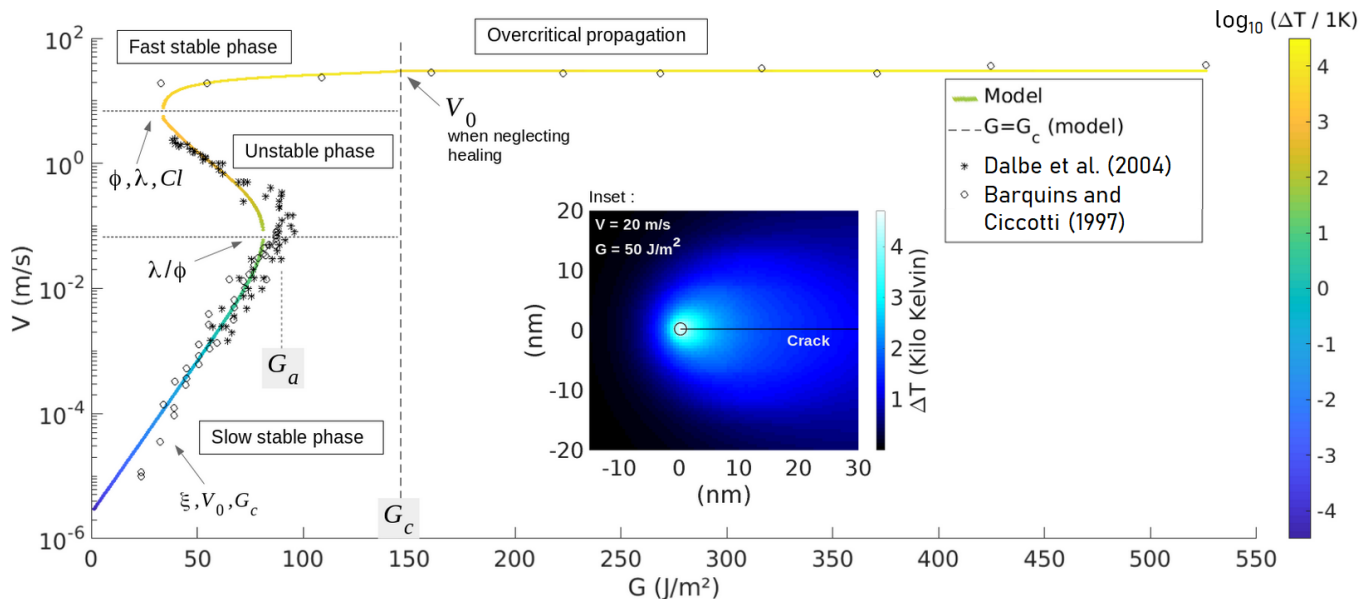 log10 (ΔT / 1K)
Fast stable phase
Overcritical propagation
V0
when neglecting
healing
Unstable phase
ϕ,λ,Cl
λ/ϕ
Ga
Slow stable phase
ξ,V0,Gc
Gc
Model
G=Gc (model)
Dalbe et al. (2004)
Barquins and
Ciccotti (1997)
Inset :
V = 20 m/s
G = 50 J/m²
Crack
20
10
0
-10
-20
(nm)
-10
0
10
20
30
(nm)
4
3
2
1
ΔT (Kilo Kelvin)
10²
10⁰
10⁻²
10⁻⁴
10⁻⁶
V (m/s)
0
50
100
150
200
250
300
350
400
450
500
550
G (J/m²)
4
3
2
1
0
-1
-2
-3
-4